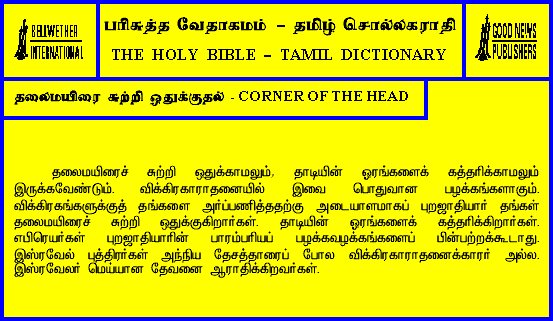 BELLWETHER
INTERNATIONAL
பரிசுத்த வேதாகமம் – தமிழ் சொல்லகராதி
THE HOLY BIBLE – TAMIL DICTIONARY
GOOD NEWS
PUBLISHERS
தலைமயிரை சுற்றி ஒதுக்குதல் - CORNER OF THE HEAD
தலைமயிரைச் சுற்றி ஒதுக்காமலும், தாடியின் ஓரங்களைக் கத்தரிக்காமலும்
இருக்கவேண்டும். விக்கிரகாராதனையில் இவை பொதுவான பழக்கங்களாகும்.
விக்கிரகங்களுக்குத் தங்களை அர்ப்பணித்ததற்கு அடையாளமாகப் புறஜாதியார் தங்கள்
தலைமயிரைச் சுற்றி ஒதுக்குகிறார்கள். தாடியின் ஓரங்களைக் கத்தரிக்கிறார்கள்.
எபிரெயர்கள் புறஜாதியாரின் பாரம்பரியப் பழக்கவழக்கங்களைப் பின்பற்றக்கூடாது.
இஸ்ரவேல் புத்திரர்கள் அந்நிய தேசத்தாரைப் போல விக்கிரகாராதனைக்காரர் அல்ல.
இஸ்ரவேலர் மெய்யான தேவனை ஆராதிக்கிறவர்கள்.